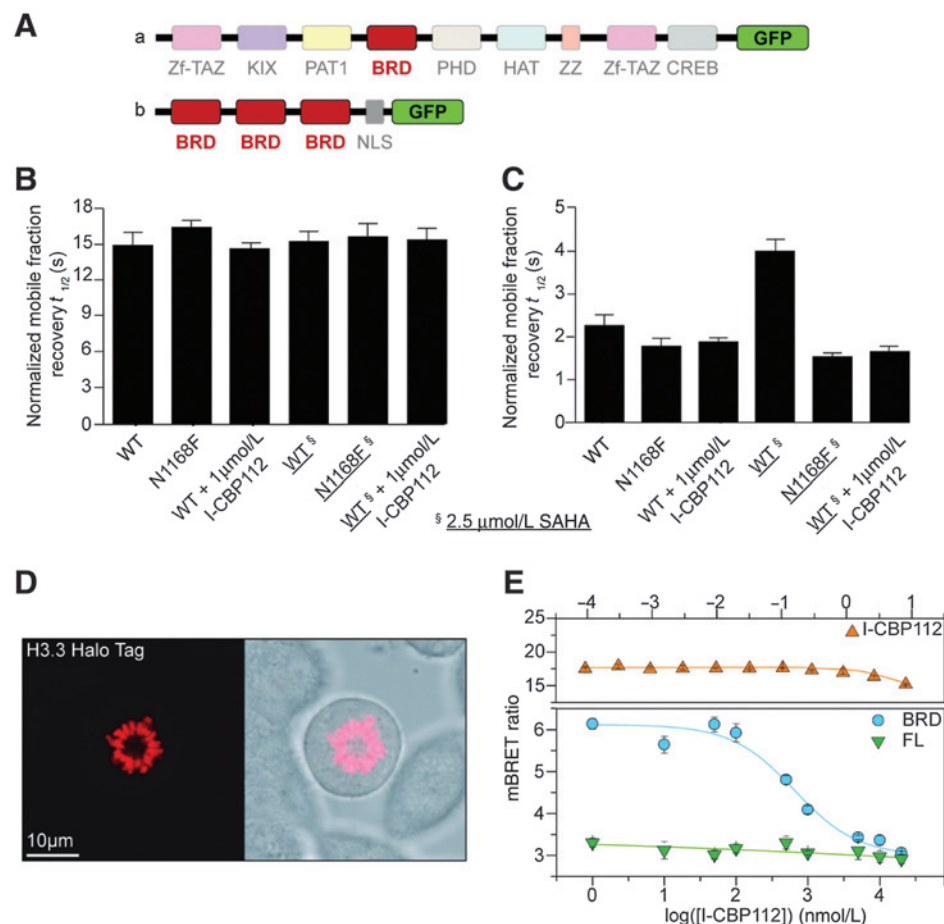 A
a
GFP
Zf-TAZ KIX PAT1 BRD PHD HAT ZZ Zf-TAZ CREB
b
GFP
BRD BRD BRD NLS
B
Normalized mobile fraction
recovery t 1/2 (s)
18
15
12
9
6
3
0
WT
N1168F
WT + 1μmol/L
I-CBP112
WT §
N1168F §
WT § + 1μmol/L
I-CBP112
C
Normalized mobile fraction
recovery t 1/2 (s)
5
4
3
2
1
0
WT
N1168F
WT + 1μmol/L
I-CBP112
WT §
N1168F §
WT § + 1μmol/L
I-CBP112
§ 2.5 μmol/L SAHA
D
H3.3 Halo Tag
10μm
E
−4 −3 −2 −1 0 1
25
20
15
I-CBP112
mBRET ratio
6
5
4
3
BRD
FL
0 1 2 3 4
log([I-CBP112]) (nmol/L)